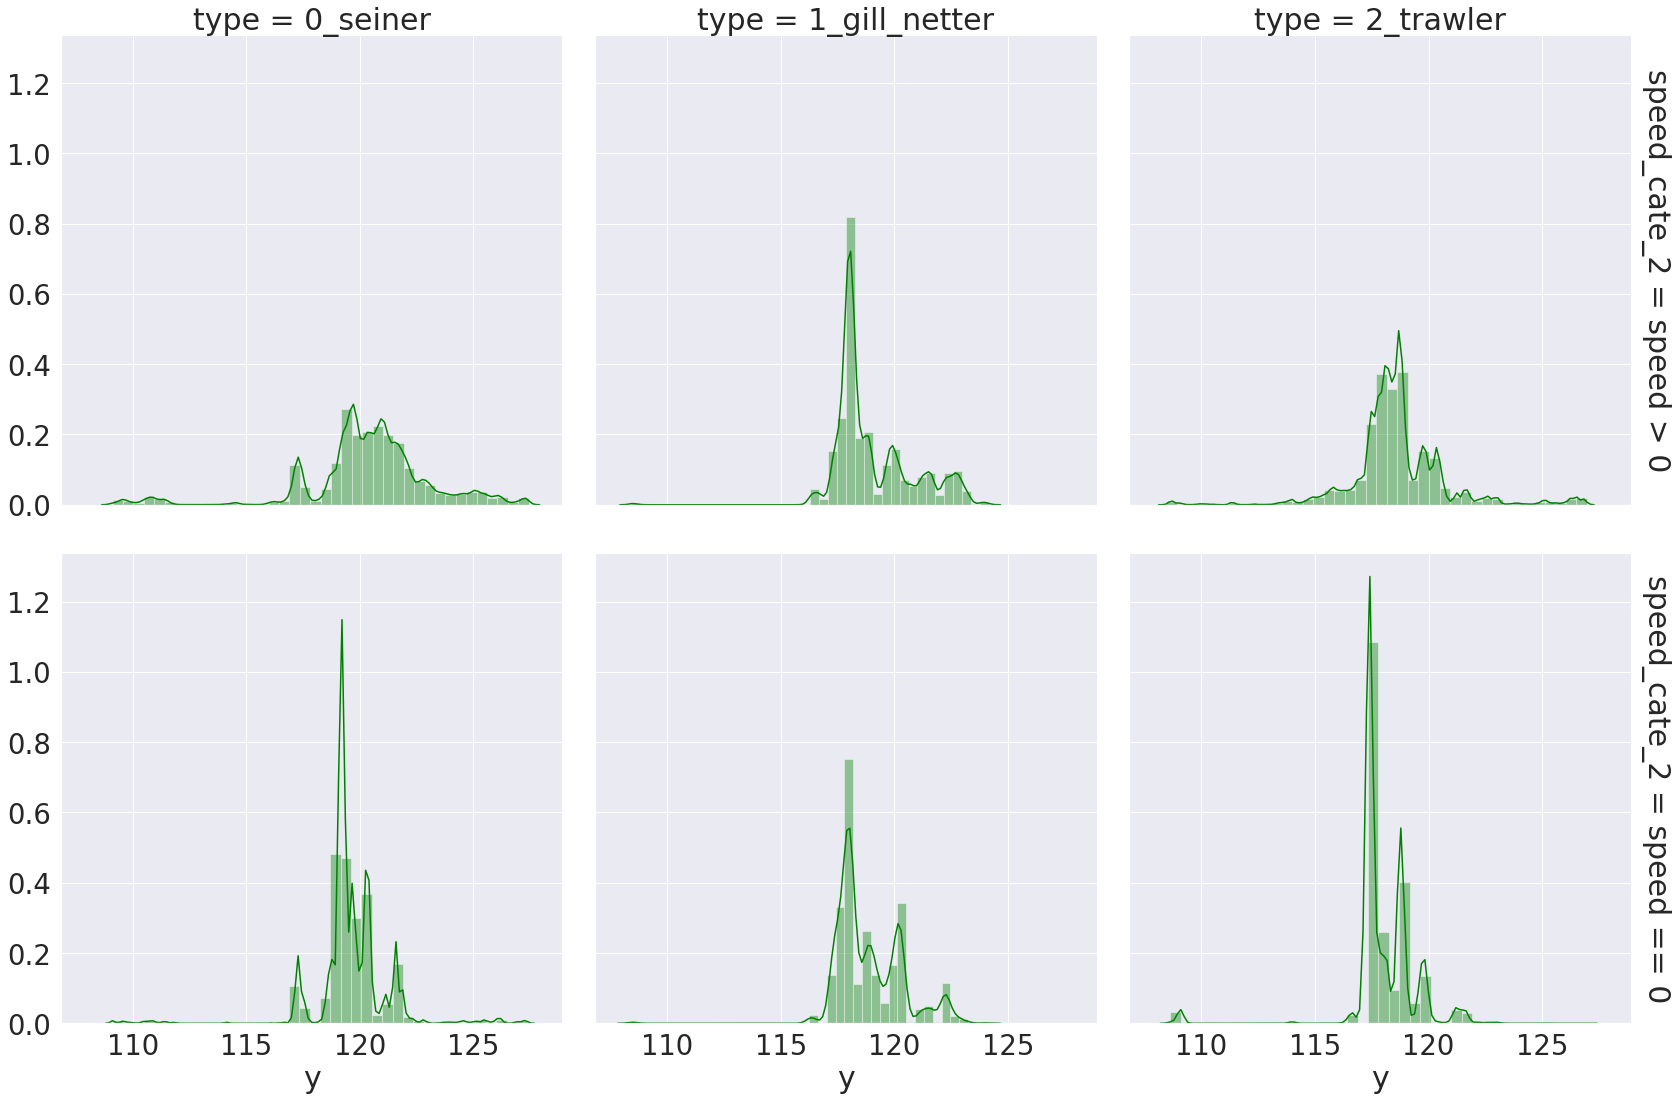 type = 0_seiner
type = 1_gill_netter
type = 2_trawler
1.2
1.0
0.8
0.6
0.4
0.2
0.0
speed_cate_2 = speed > 0
1.2
1.0
0.8
0.6
0.4
0.2
0.0
speed_cate_2 = speed == 0
110 115 120 125
110 115 120 125
110 115 120 125
y
y
y